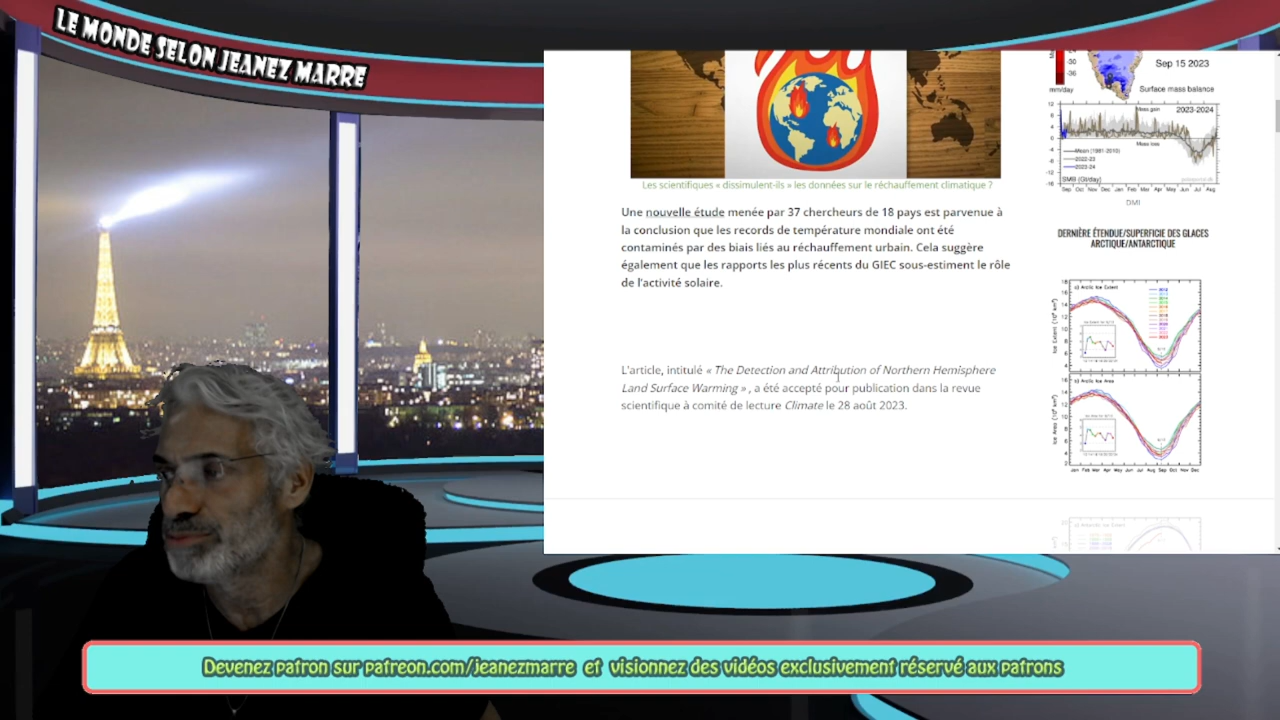 LE MONDE SELON JEANEZ MARRE
-30
-36
mm/day
Sep 15 2023
Surface mass balance
Mass gain
2023-2024
Mass loss
Mean (1981-2010)
2022-23
2023-24
SMB (Gt/day)
Sep Oct Nov Dec Jan Feb Mar Apr May Jun Jul Aug
DMI
Les scientifiques « dissimulent-ils » les données sur le réchauffement climatique ?
Une nouvelle étude menée par 37 chercheurs de 18 pays est parvenue à
la conclusion que les records de température mondiale ont été
contaminés par des biais liés au réchauffement urbain. Cela suggère
également que les rapports les plus récents du GIEC sous-estiment le rôle
de l'activité solaire.
L'article, intitulé « The Detection and Attribution of Northern Hemisphere
Land Surface Warming » , a été accepté pour publication dans la revue
scientifique à comité de lecture Climate le 28 août 2023.
DERNIÈRE ÉTENDUE/SUPERFICIE DES GLACES
ARCTIQUE/ANTARCTIQUE
Arctic Ice Extent
Arctic Ice Area
Jan Feb Mar Apr May Jun Jul Aug Sep Oct Nov Dec
Devenez patron sur patreon.com/jeanezmarre et visionnez des vidéos exclusivement réservé aux patrons